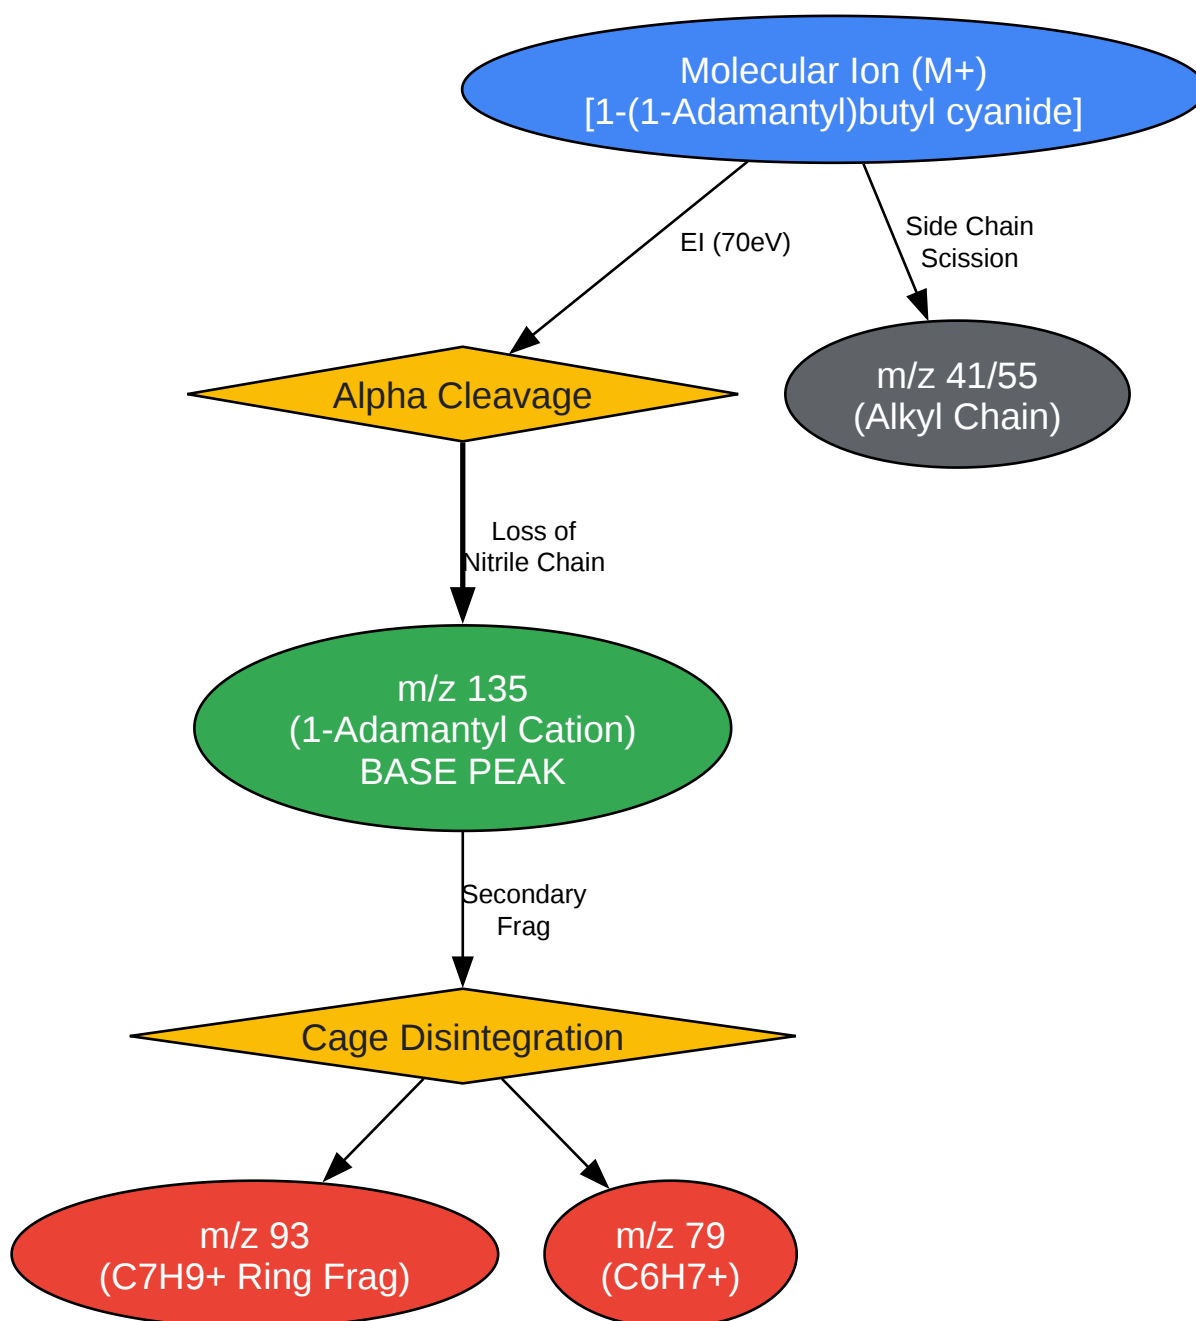 Molecular Ion (M+)
[1-(1-Adamantyl)butyl cyanide]
EI (70eV)
Side Chain
Scission
Alpha Cleavage
m/z 41/55
(Alkyl Chain)
Loss of
Nitrile Chain
m/z 135
(1-Adamantyl Cation)
BASE PEAK
Secondary
Frag
Cage Disintegration
m/z 93
(C7H9+ Ring Frag)
m/z 79
(C6H7+)